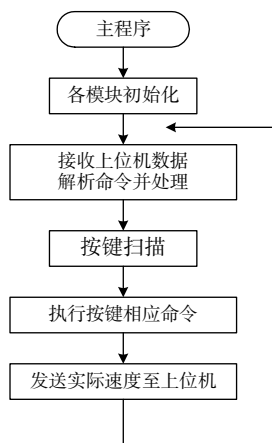 主程序
各模块初始化
接收上位机数据
解析命令并处理
按键扫描
执行按键相应命令
发送实际速度至上位机